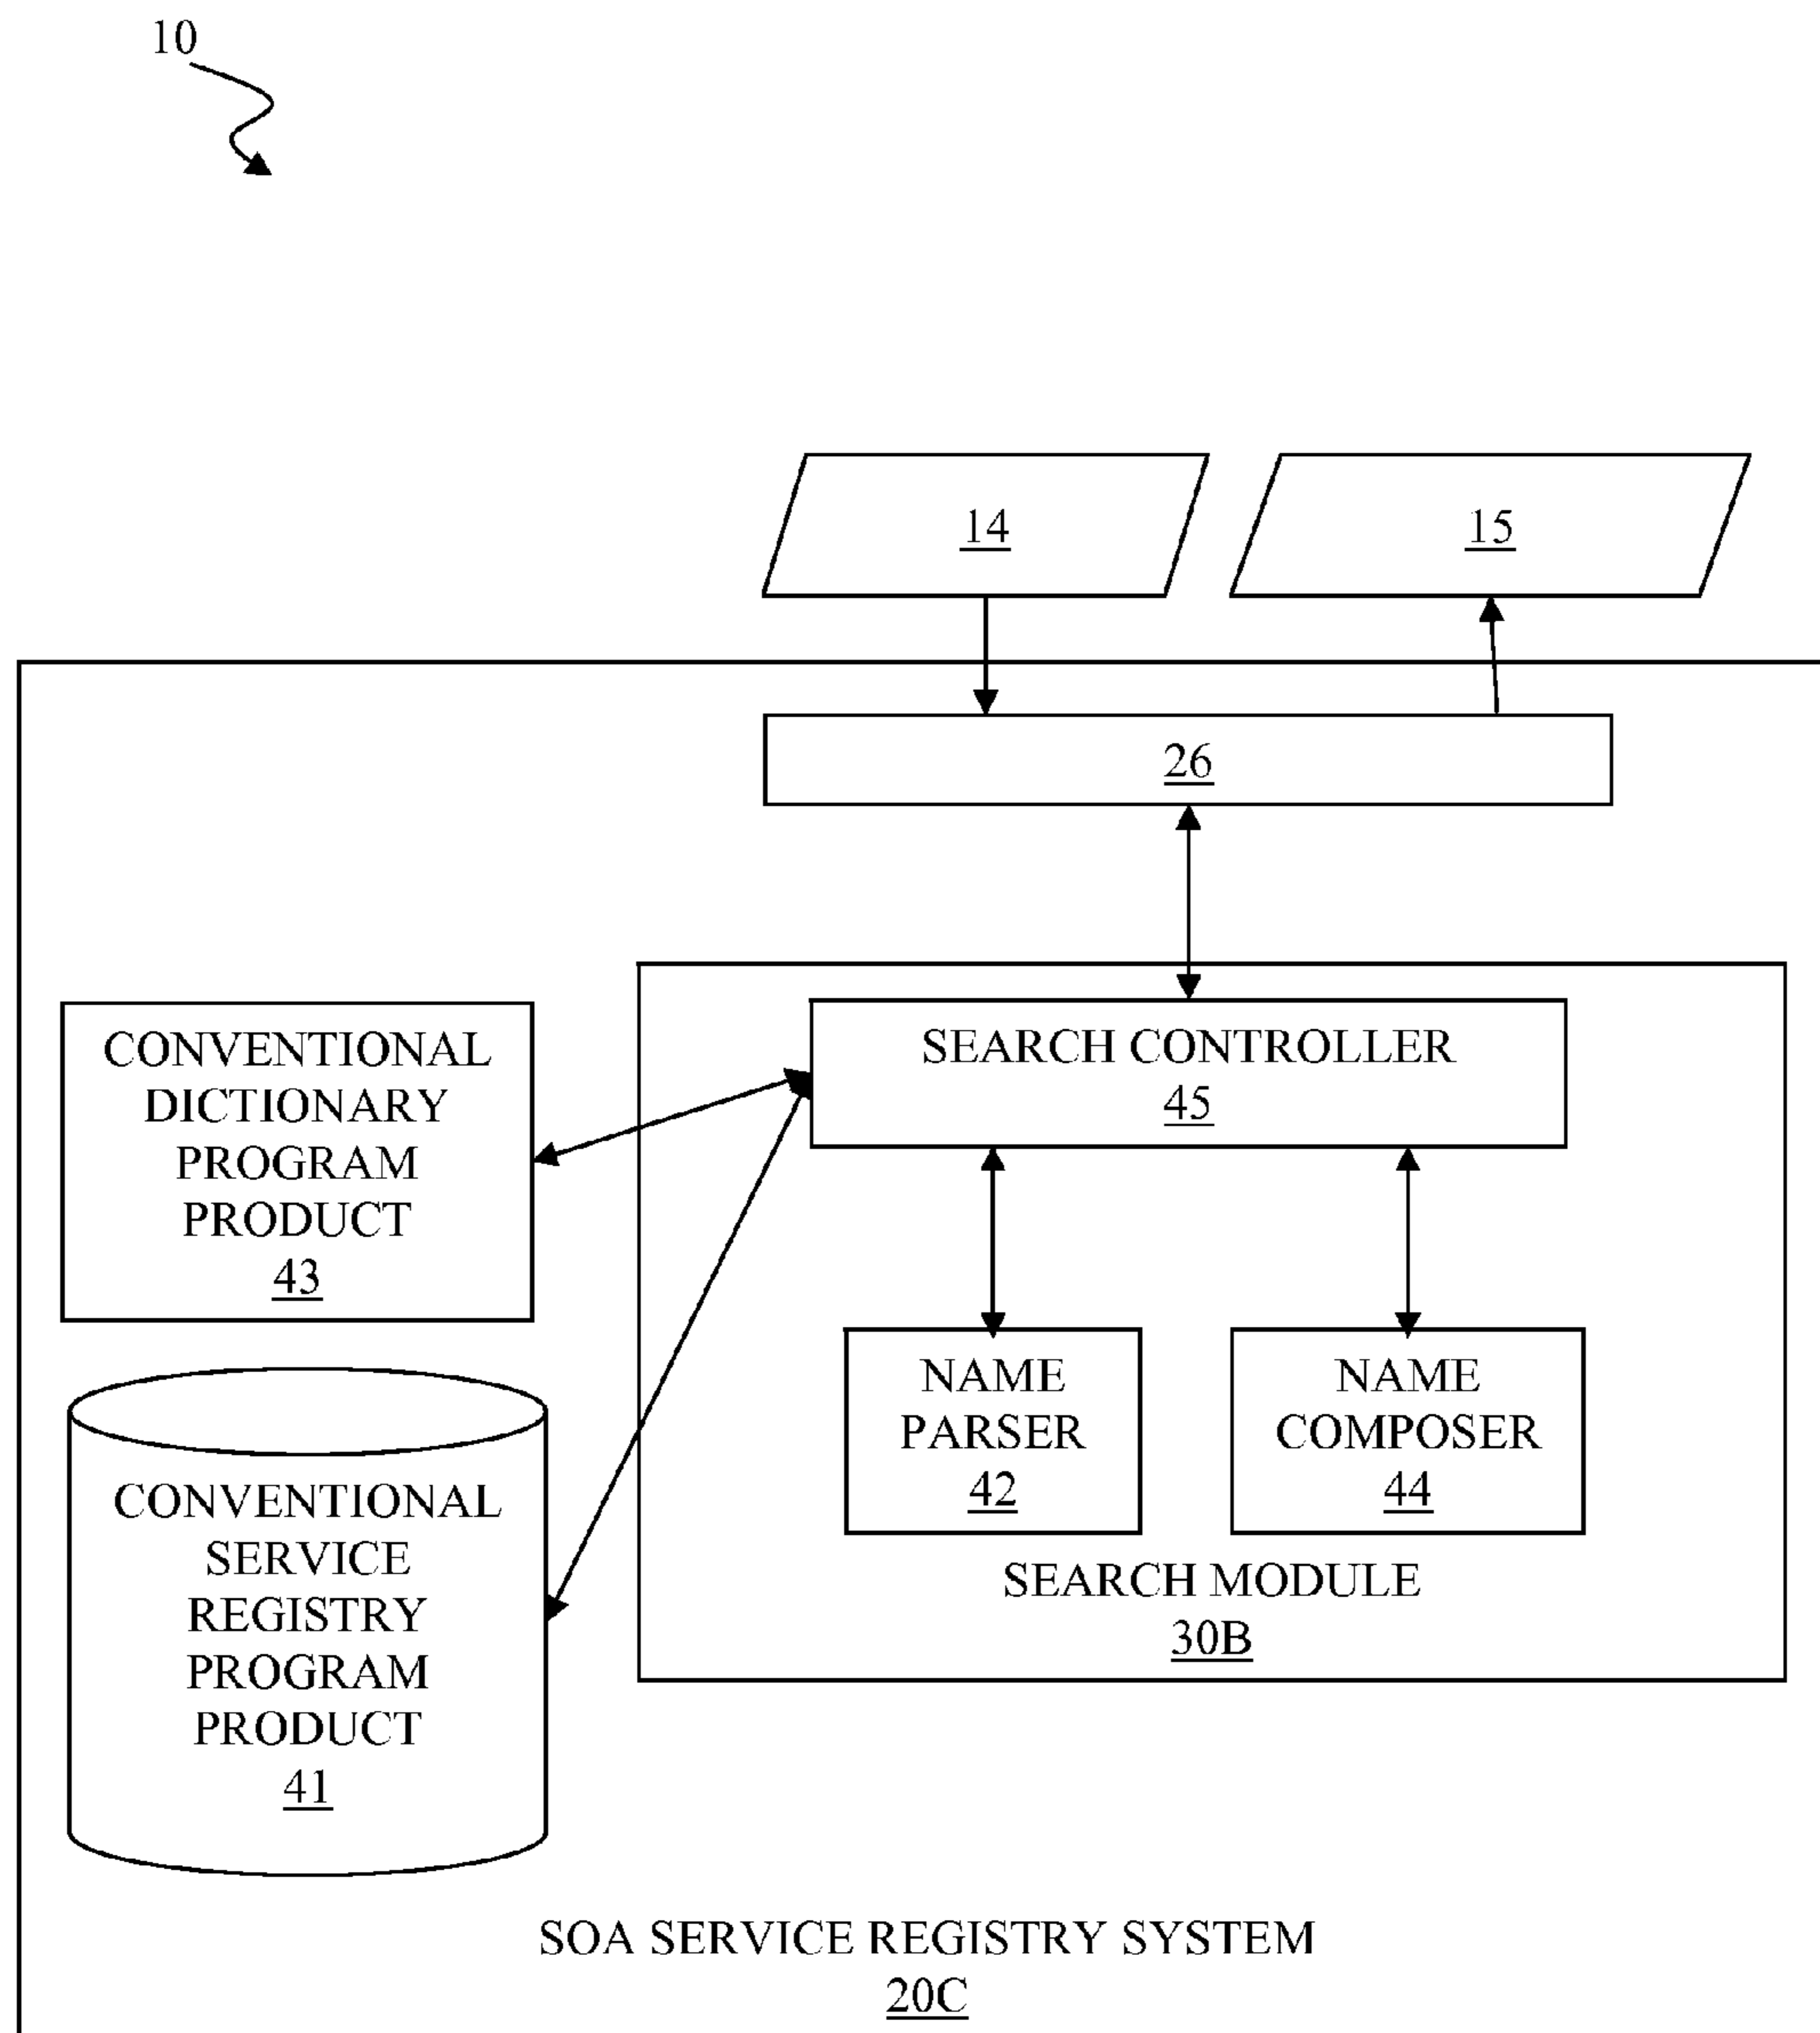 10
14
15
26
SEARCH CONTROLLER
45
CONVENTIONAL
DICTIONARY
PROGRAM
PRODUCT
43
NAME
PARSER
42
NAME
COMPOSER
44
SEARCH MODULE
30B
CONVENTIONAL
SERVICE
REGISTRY
PROGRAM
PRODUCT
41
SOA SERVICE REGISTRY SYSTEM
20C